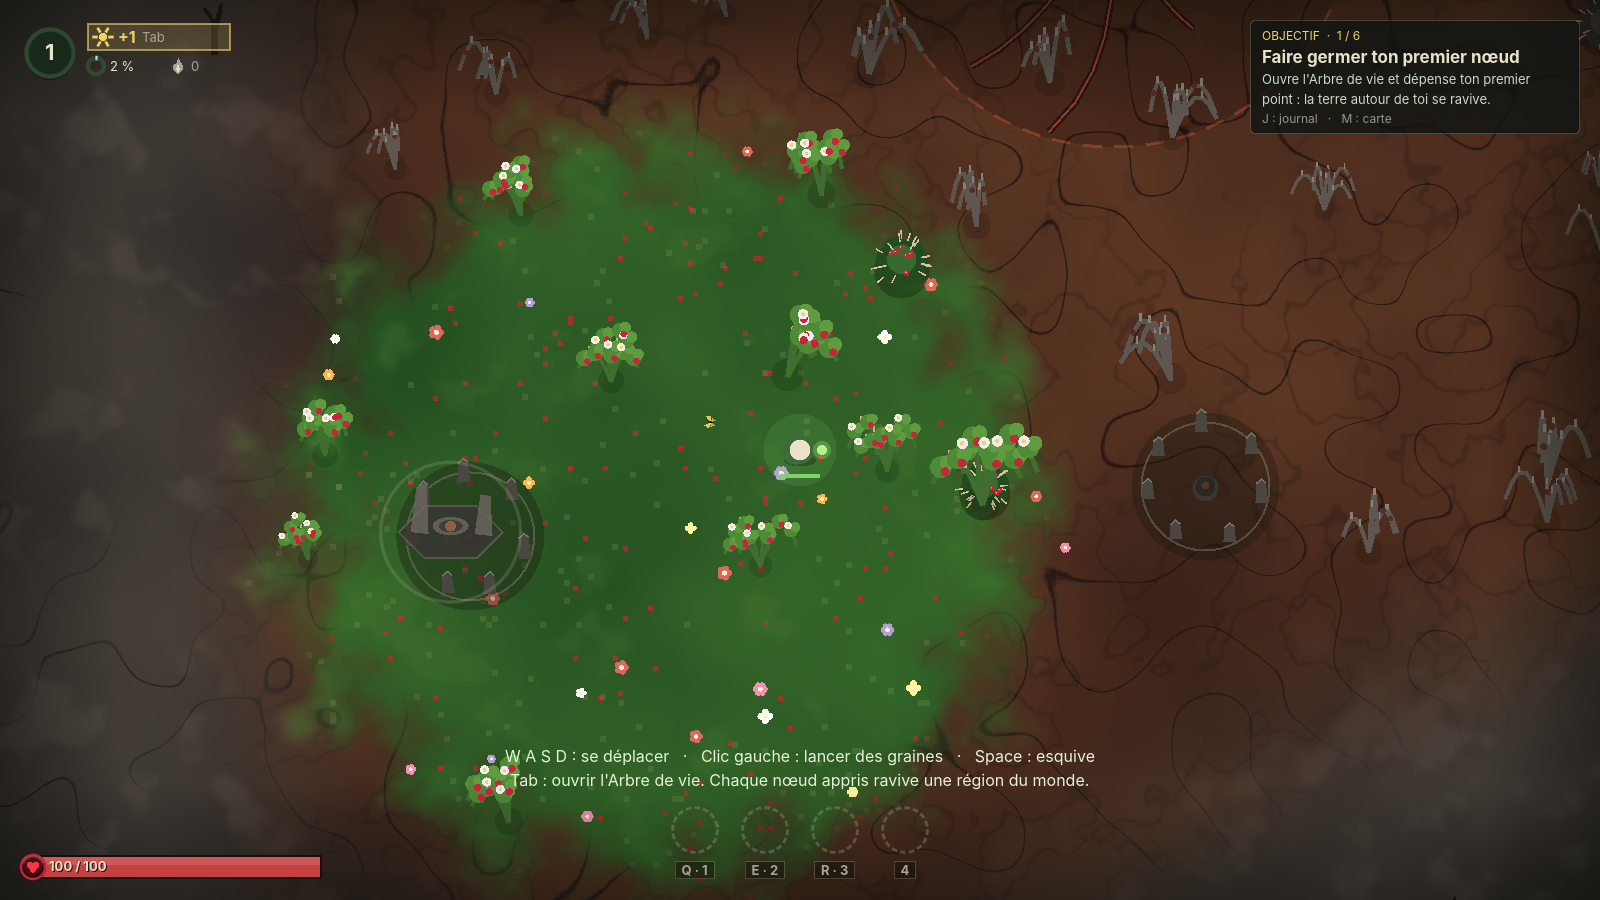 1
+1 Tab
2 %
0
OBJECTIF · 1 / 6
Faire germer ton premier nœud
Ouvre l'Arbre de vie et dépense ton premier
point : la terre autour de toi se ravive.
J : journal · M : carte
W A S D : se déplacer · Clic gauche : lancer des graines · Space : esquive
Tab : ouvrir l'Arbre de vie. Chaque nœud appris ravive une région du monde.
100 / 100
Q · 1
E · 2
R · 3
4